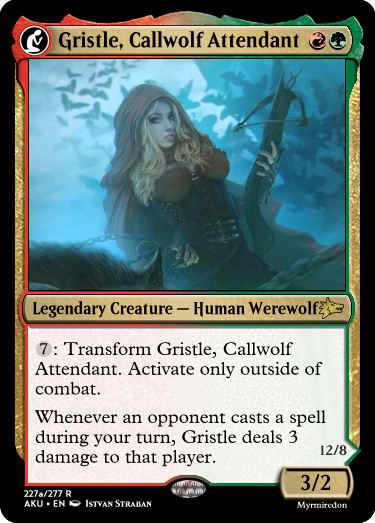 Gristle, Callwolf Attendant
Legendary Creature — Human Werewolf
7: Transform Gristle, Callwolf
Attendant. Activate only outside of
combat.
Whenever an opponent casts a spell
during your turn, Gristle deals 3
damage to that player.
12/8
3/2
227a/277 R
AKU • EN Istvan Straban
Myrmiredon